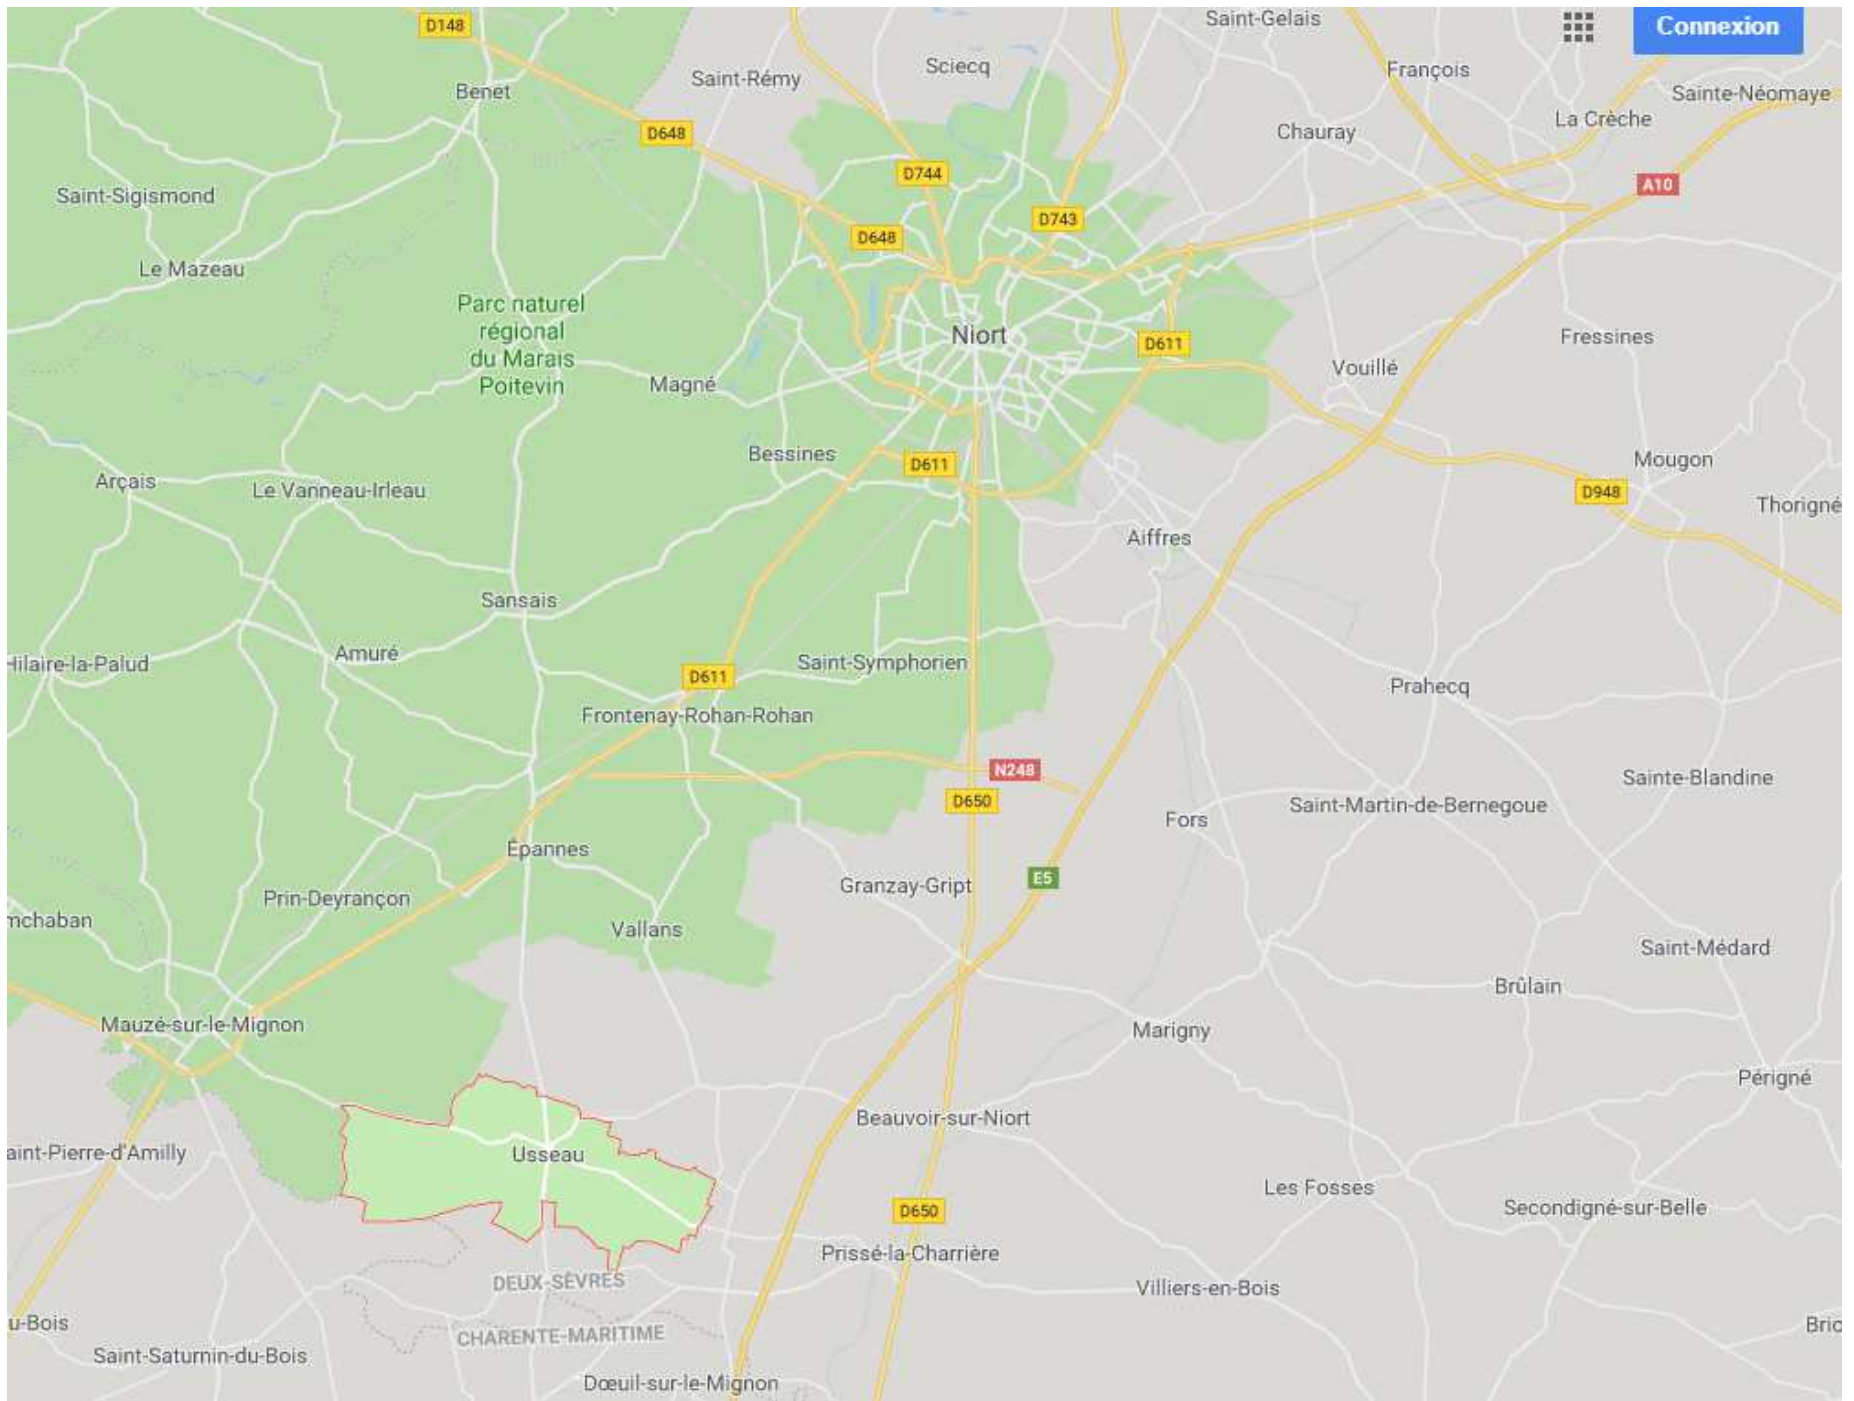 D148
Saint-Gelais
Connexion
Saint-Rémy
Sciecq
François
Benet
Sainte-Néomaye
La Crèche
D648
Chauray
D744
A10
Saint-Sigismond
D743
D648
Le Mazeau
Parc naturel
régional
du Marais
Poitevin
Niort
D611
Fressines
Vouillé
Magné
Bessines
D611
Mougon
Arçais
Le Vanneau-Irleau
D948
Thorigné
Aiffres
Sansais
Amuré
Hilaire-la-Palud
Saint-Symphorien
D611
Prahecq
Frontenay-Rohan-Rohan
N248
Sainte-Blandine
D650
Saint-Martin-de-Bernegoue
Fors
Épannes
E5
Granzay-Gript
Prin-Deyrançon
mchaban
Vallans
Saint-Médard
Brûlain
Mauzé-sur-le-Mignon
Marigny
Périgné
Beauvoir-sur-Niort
aint-Pierre-d'Amilly
Usseau
Les Fosses
Secondigné-sur-Belle
D650
Prissé-la-Charrière
DEUX-SÈVRES
Villiers-en-Bois
u-Bois
CHARENTE-MARITIME
Brio
Saint-Saturnin-du-Bois
Dœuil-sur-le-Mignon